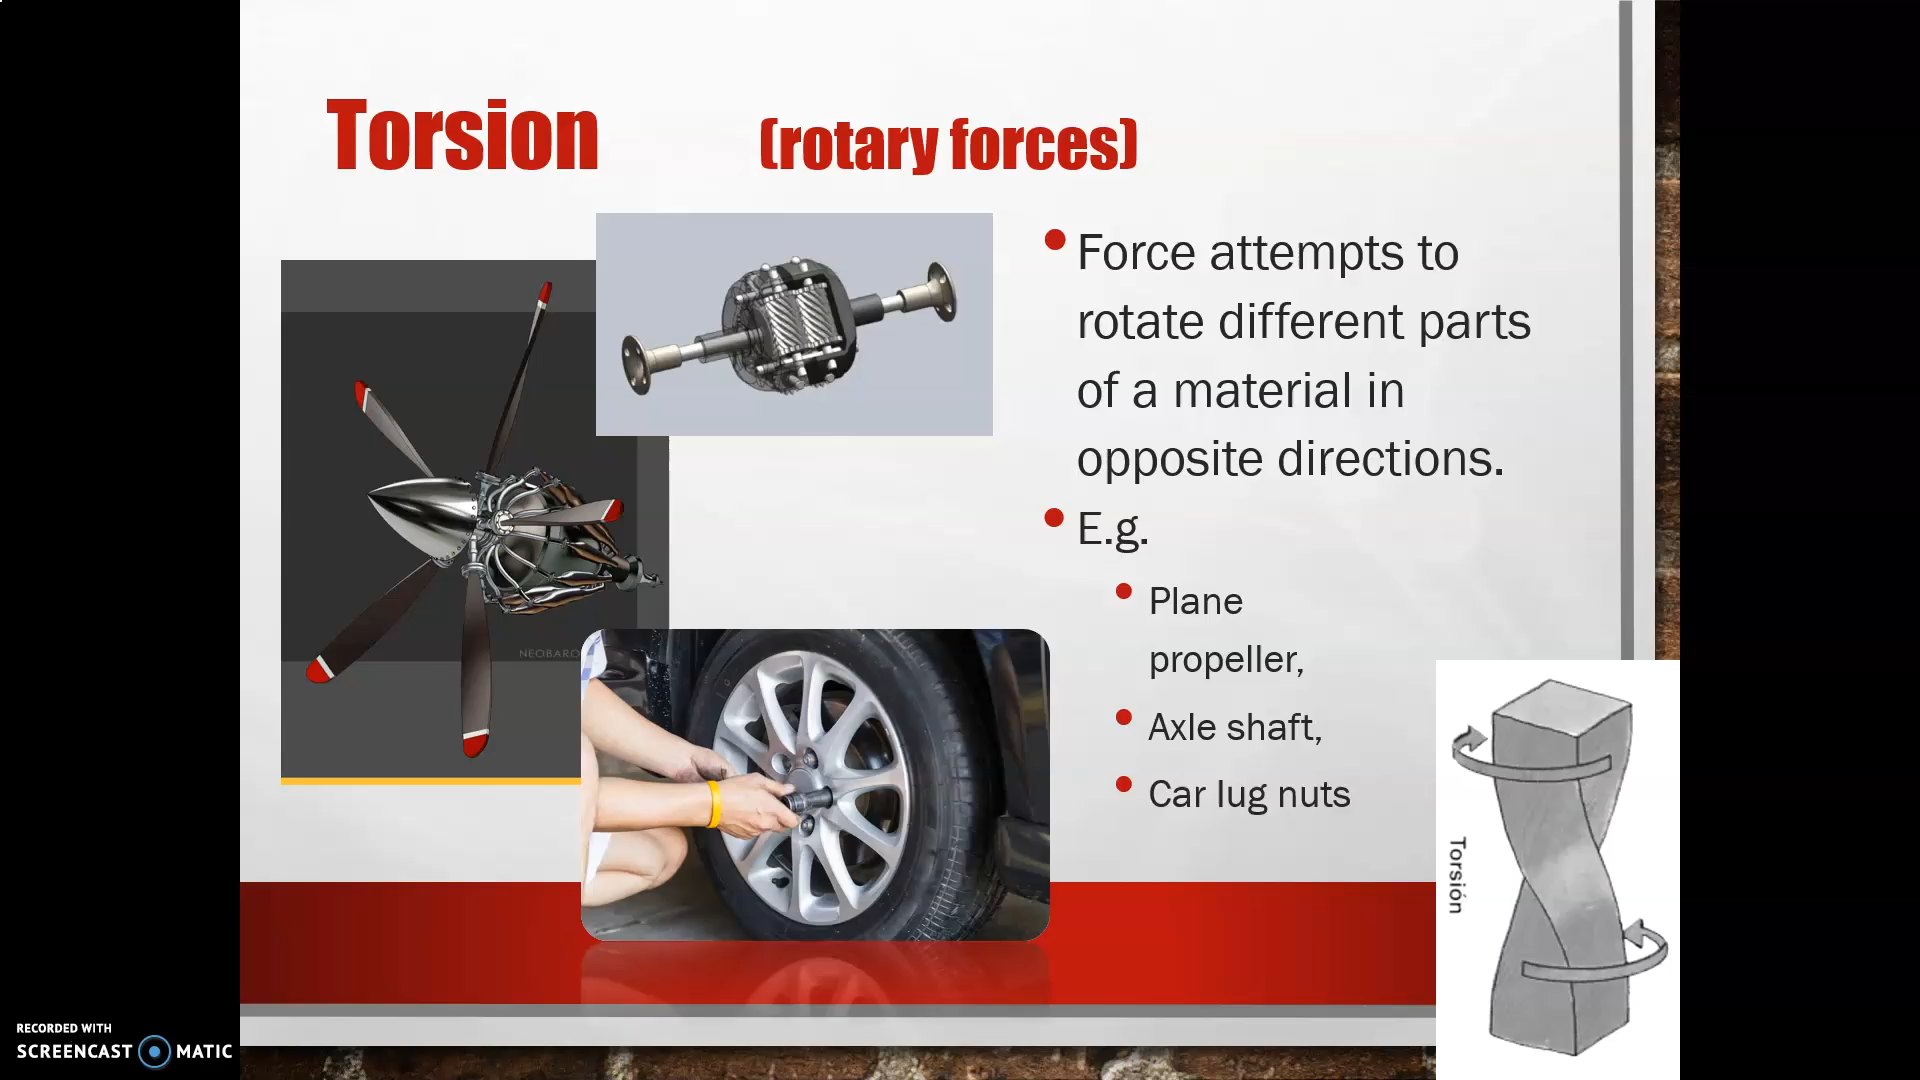 Torsion (rotary forces)
Force attempts to
rotate different parts
of a material in
opposite directions.
E.g.
Plane
propeller,
Axle shaft,
Car lug nuts
Torsión
RECORDED WITH
SCREENCAST MATIC